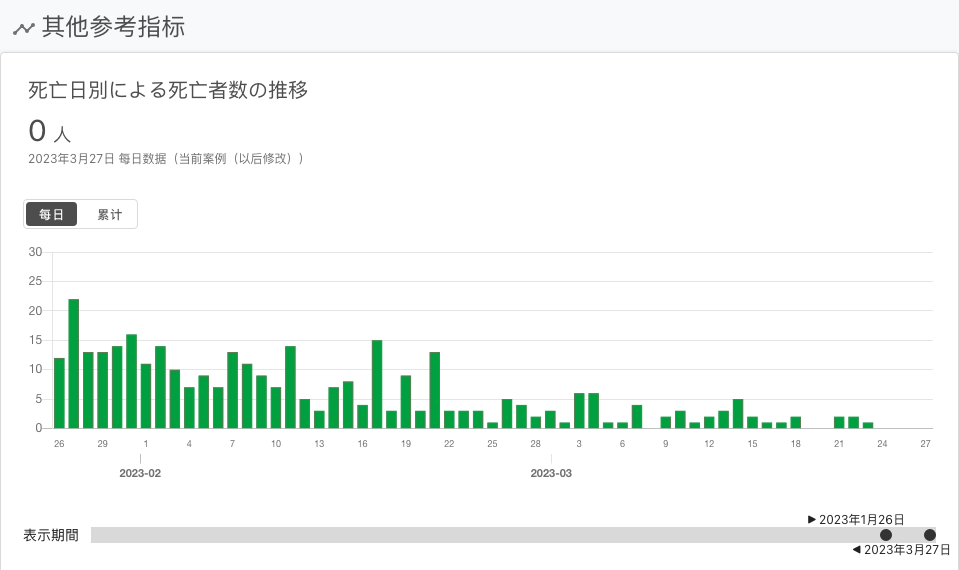 其他参考指标
死亡日別による死亡者数の推移
0 人
2023年3月27日 每日数据（当前案例（以后修改））
每日 累计
30
25
20
15
10
5
0
26 29 1 4 7 10 13 16 19 22 25 28 3 6 9 12 15 18 21 24 27
2023-02 2023-03
▶ 2023年1月26日
表示期間
◀ 2023年3月27日